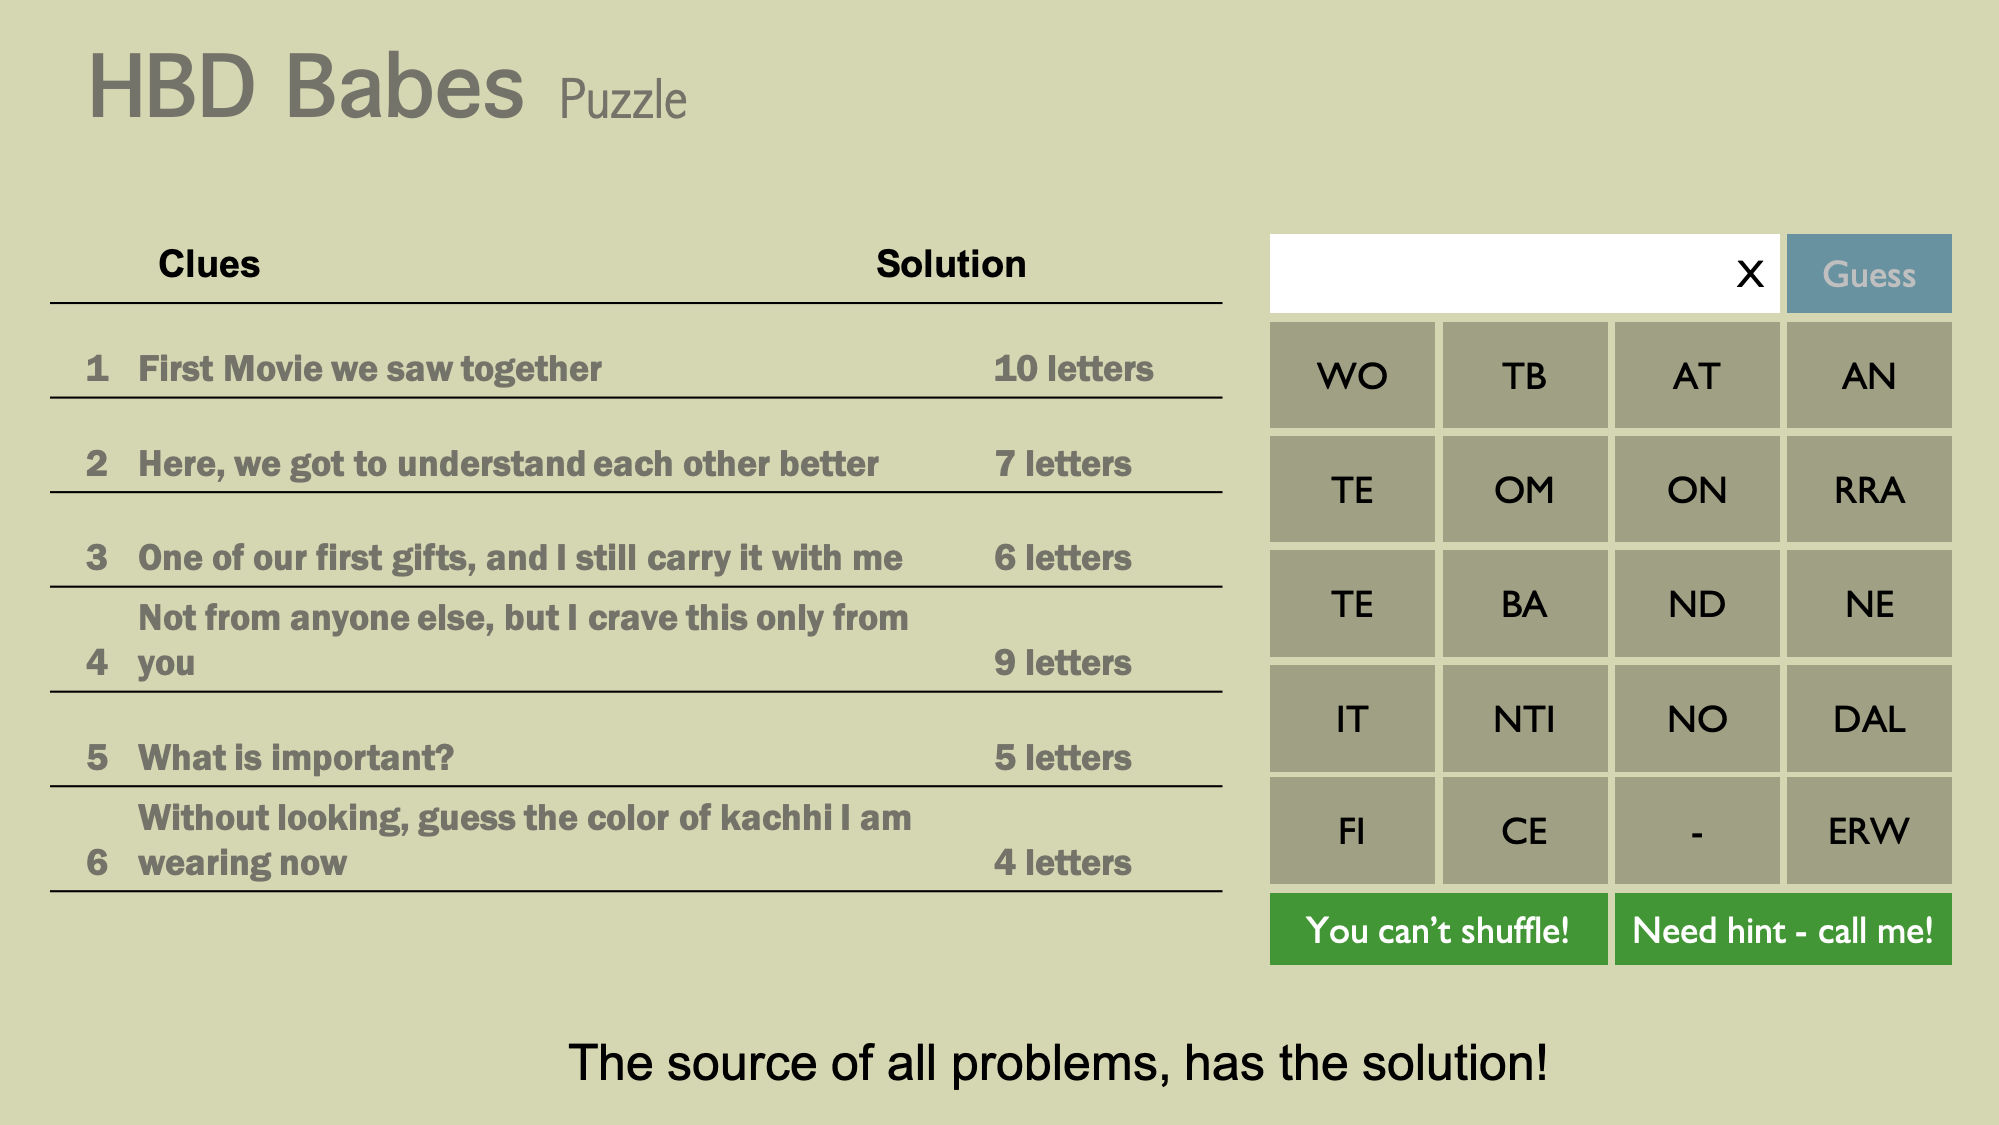 HBD Babes Puzzle
Clues Solution
1 First Movie we saw together 10 letters
2 Here, we got to understand each other better 7 letters
3 One of our first gifts, and I still carry it with me 6 letters
Not from anyone else, but I crave this only from
4 you 9 letters
5 What is important? 5 letters
Without looking, guess the color of kachhi I am
6 wearing now 4 letters
X Guess
WO TB AT AN
TE OM ON RRA
TE BA ND NE
IT NTI NO DAL
FI CE - ERW
You can’t shuffle! Need hint - call me!
The source of all problems, has the solution!